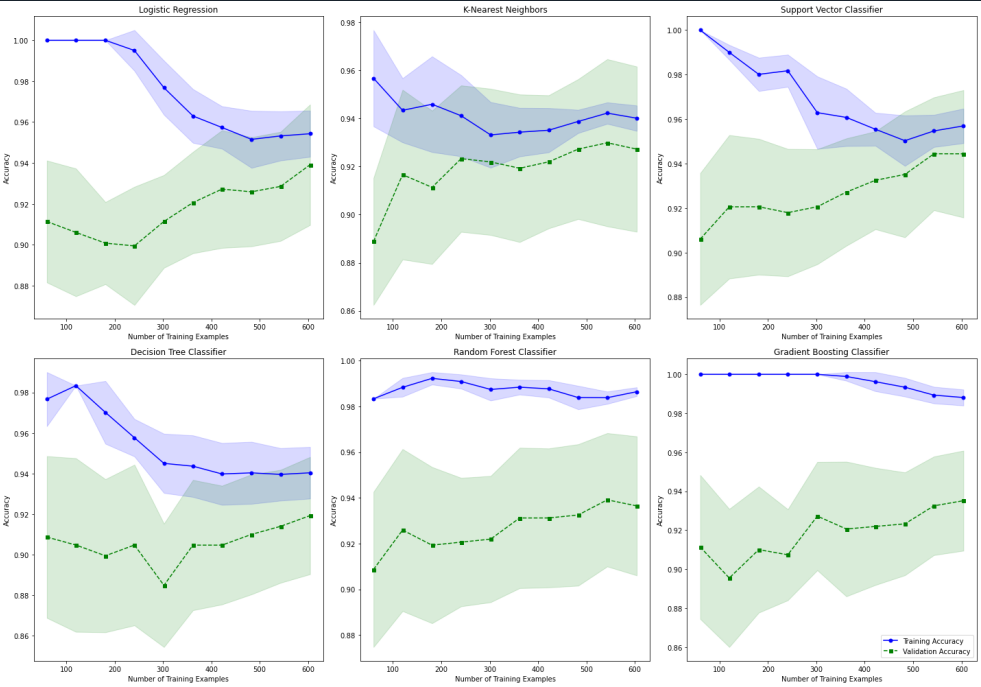 Logistic Regression
K-Nearest Neighbors
Support Vector Classifier
Accuracy
1.00
0.98
0.96
0.94
0.92
0.90
0.88
100 200 300 400 500 600
Number of Training Examples
Accuracy
0.98
0.96
0.94
0.92
0.90
0.88
0.86
100 200 300 400 500 600
Number of Training Examples
Accuracy
1.00
0.98
0.96
0.94
0.92
0.90
0.88
100 200 300 400 500 600
Number of Training Examples
Decision Tree Classifier
Random Forest Classifier
Gradient Boosting Classifier
Accuracy
0.98
0.96
0.94
0.92
0.90
0.88
0.86
100 200 300 400 500 600
Number of Training Examples
Accuracy
1.00
0.98
0.96
0.94
0.92
0.90
0.88
100 200 300 400 500 600
Number of Training Examples
Accuracy
1.00
0.98
0.96
0.94
0.92
0.90
0.88
0.86
100 200 300 400 500 600
Number of Training Examples
Training Accuracy
Validation Accuracy